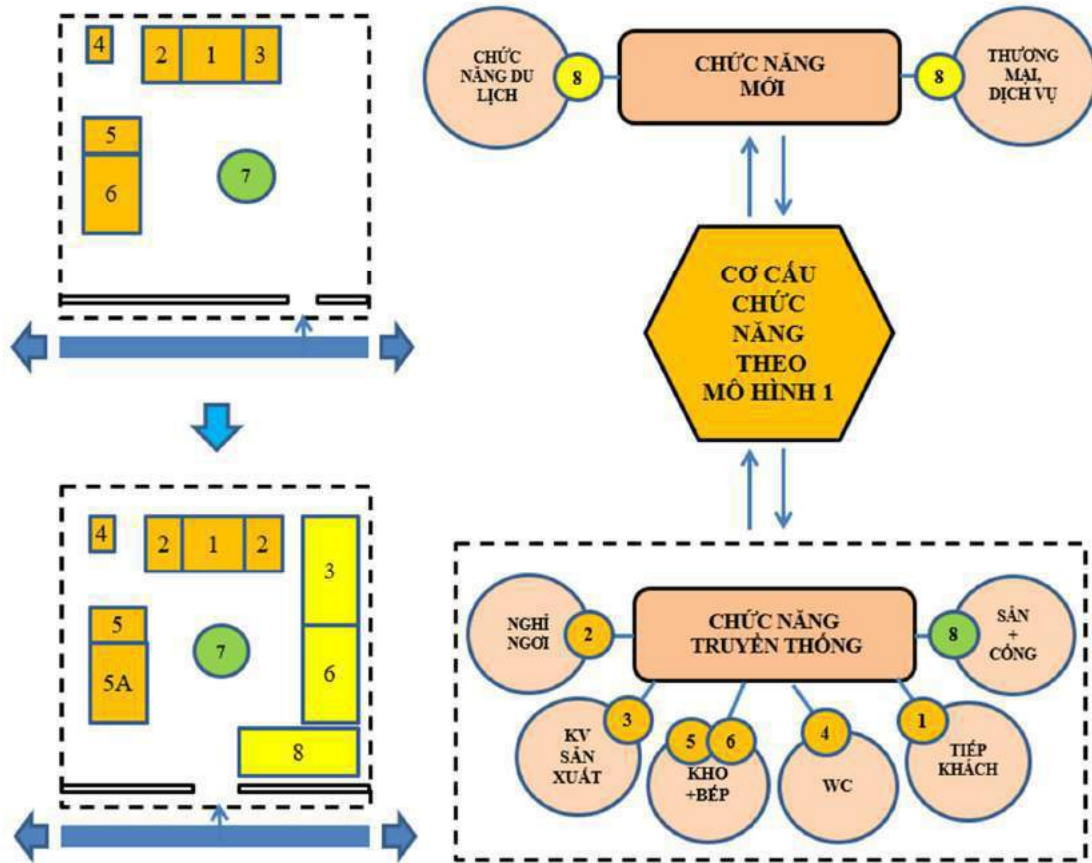 4
2
1
3
5
6
7
4
2
1
2
3
5
5A
7
6
8
CHỨC
NĂNG DU
LỊCH
8
CHỨC NĂNG
MỚI
8
THƯƠNG
MẠI,
DỊCH VỤ
CƠ CẤU
CHỨC
NĂNG
THEO
MÔ HÌNH 1
NGHỈ
NGƠI
2
CHỨC NĂNG
TRUYỀN THỐNG
8
SÂN
+
CỔNG
3
KV
SẢN
XUẤT
5
6
KHO
+BẾP
4
WC
1
TIẾP
KHÁCH